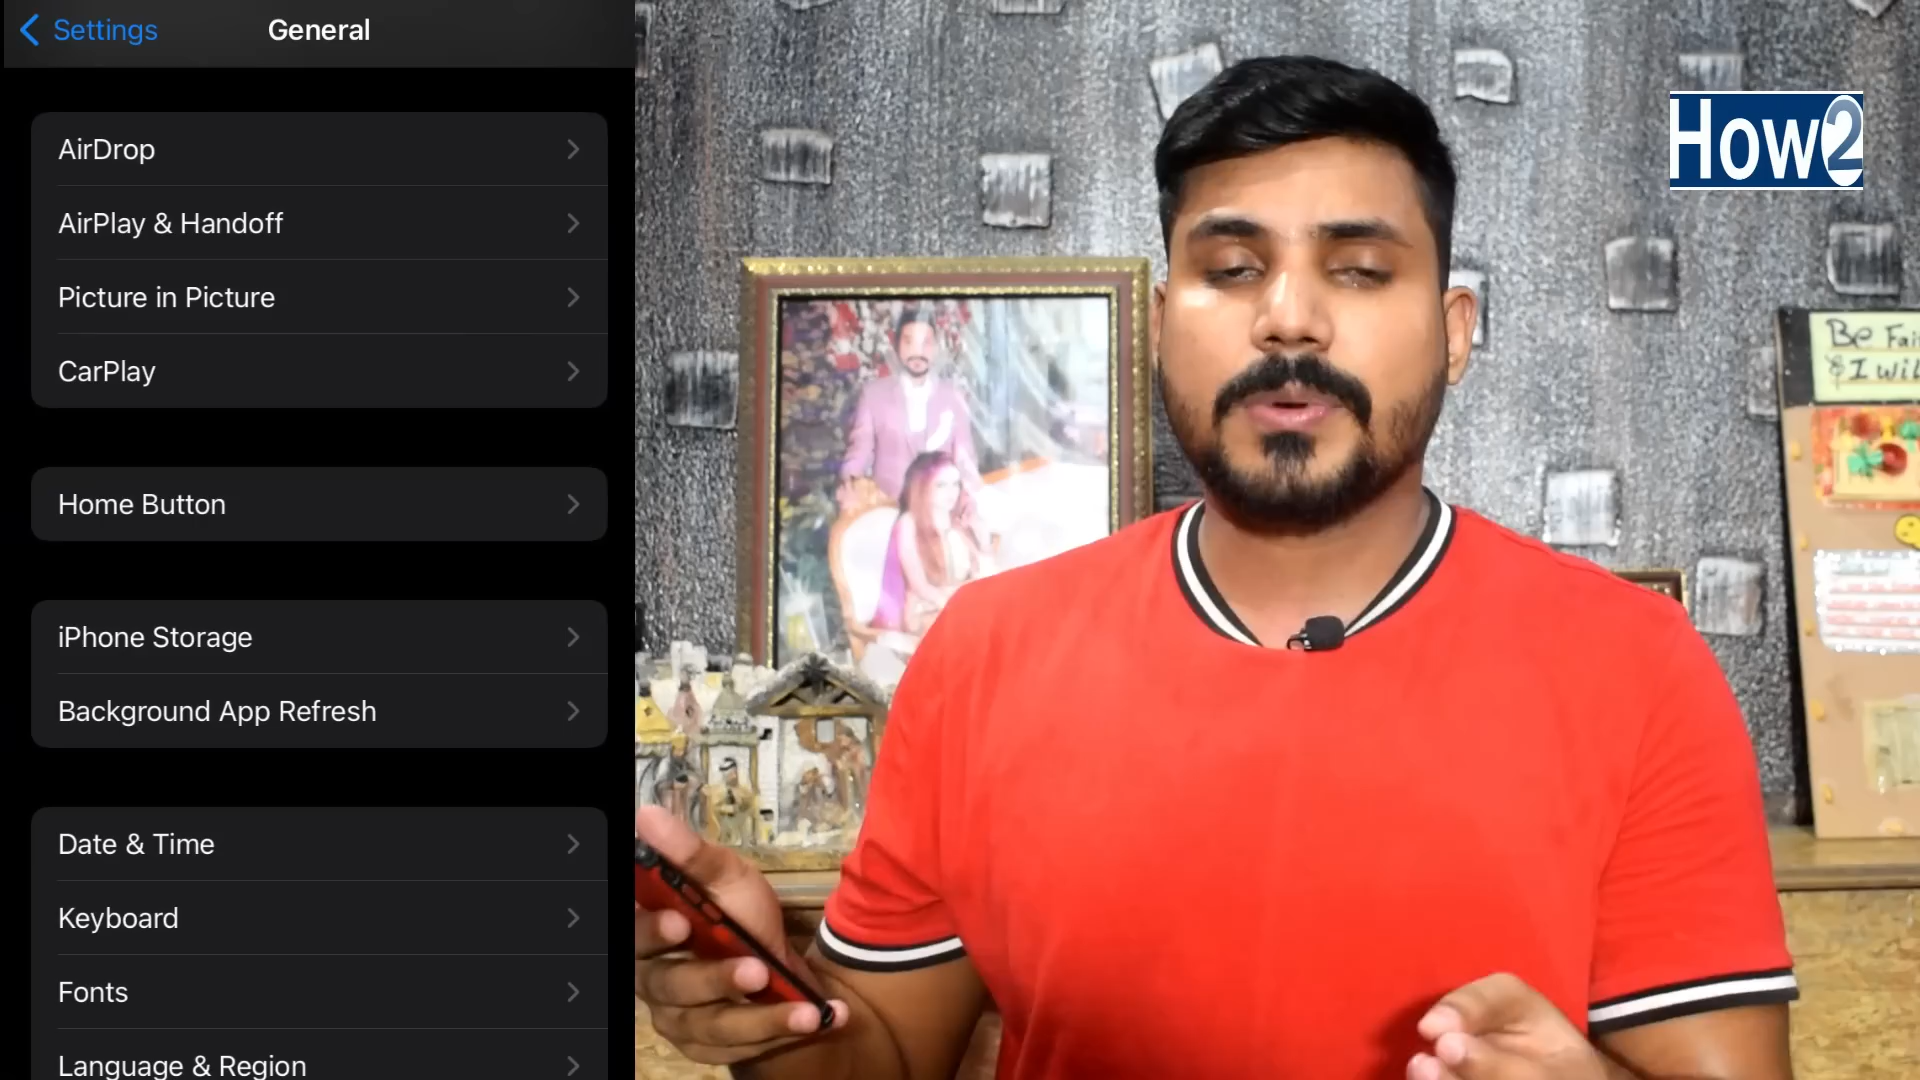 Settings
General
AirDrop
AirPlay & Handoff
Picture in Picture
CarPlay
Home Button
iPhone Storage
Background App Refresh
Date & Time
Keyboard
Fonts
Language & Region
How2
Be
& I